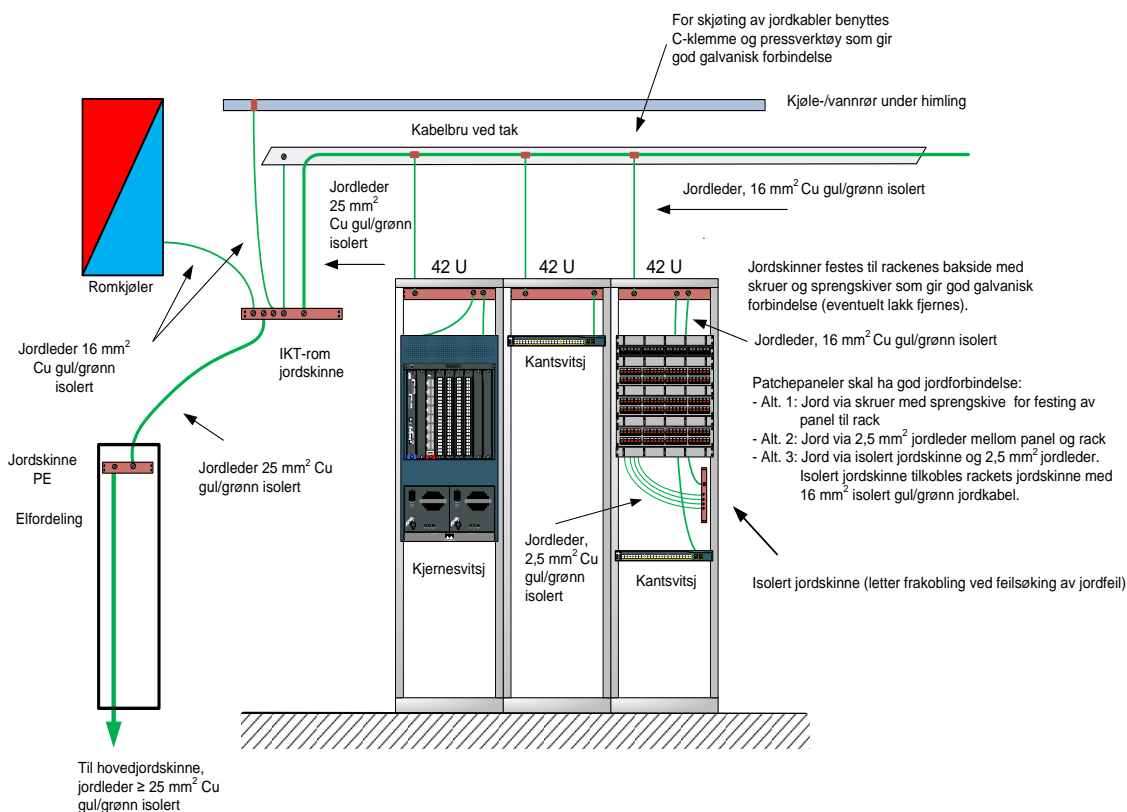 For skjøting av jordkabler benyttes
C-klemme og pressverktøy som gir
god galvanisk forbindelse
Kjøle-/vannrør under himling
Kabelbru ved tak
Jordleder
25 mm²
Cu gul/grønn
isolert
Jordleder, 16 mm² Cu gul/grønn isolert
Romkjøler
42 U
42 U
42 U
Jordskinner festes til rackenes bakside med
skruer og sprengskiver som gir god galvanisk
forbindelse (eventuelt lakk fjernes).
Jordleder, 16 mm² Cu gul/grønn isolert
Jordleder 16 mm²
Cu gul/grønn
isolert
IKT-rom
jordskinne
Kantsvitsj
Patchepaneler skal ha god jordforbindelse:
- Alt. 1: Jord via skruer med sprengskive for festing av
panel til rack
- Alt. 2: Jord via 2,5 mm² jordleder mellom panel og rack
- Alt. 3: Jord via isolert jordskinne og 2,5 mm² jordleder.
Isolert jordskinne tilkobles rackets jordskinne med
16 mm² isolert gul/grønn jordkabel.
Jordskinne
PE
Jordleder 25 mm² Cu
gul/grønn isolert
Elfordeling
Jordleder,
2,5 mm² Cu
gul/grønn
isolert
Kjernesvitsj
Kantsvitsj
Isolert jordskinne (letter frakobling ved feilsøking av jordfeil)
Til hovedjordskinne,
jordleder ≥ 25 mm² Cu
gul/grønn isolert